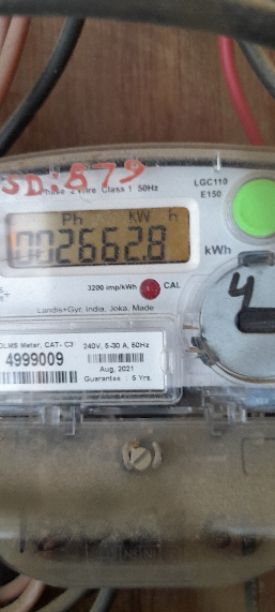 SD:879
Phase 2 Wire Class 1 50Hz
LGC110
E150
Ph kW h
002662.8
kWh
3200 imp/kWh CAL
4
Landis+Gyr, India, Joka, Made
DLMS Meter, CAT- C3
4999009
240V, 5-30 A, 50Hz
Aug, 2021
Guarantee : 5 Yrs.